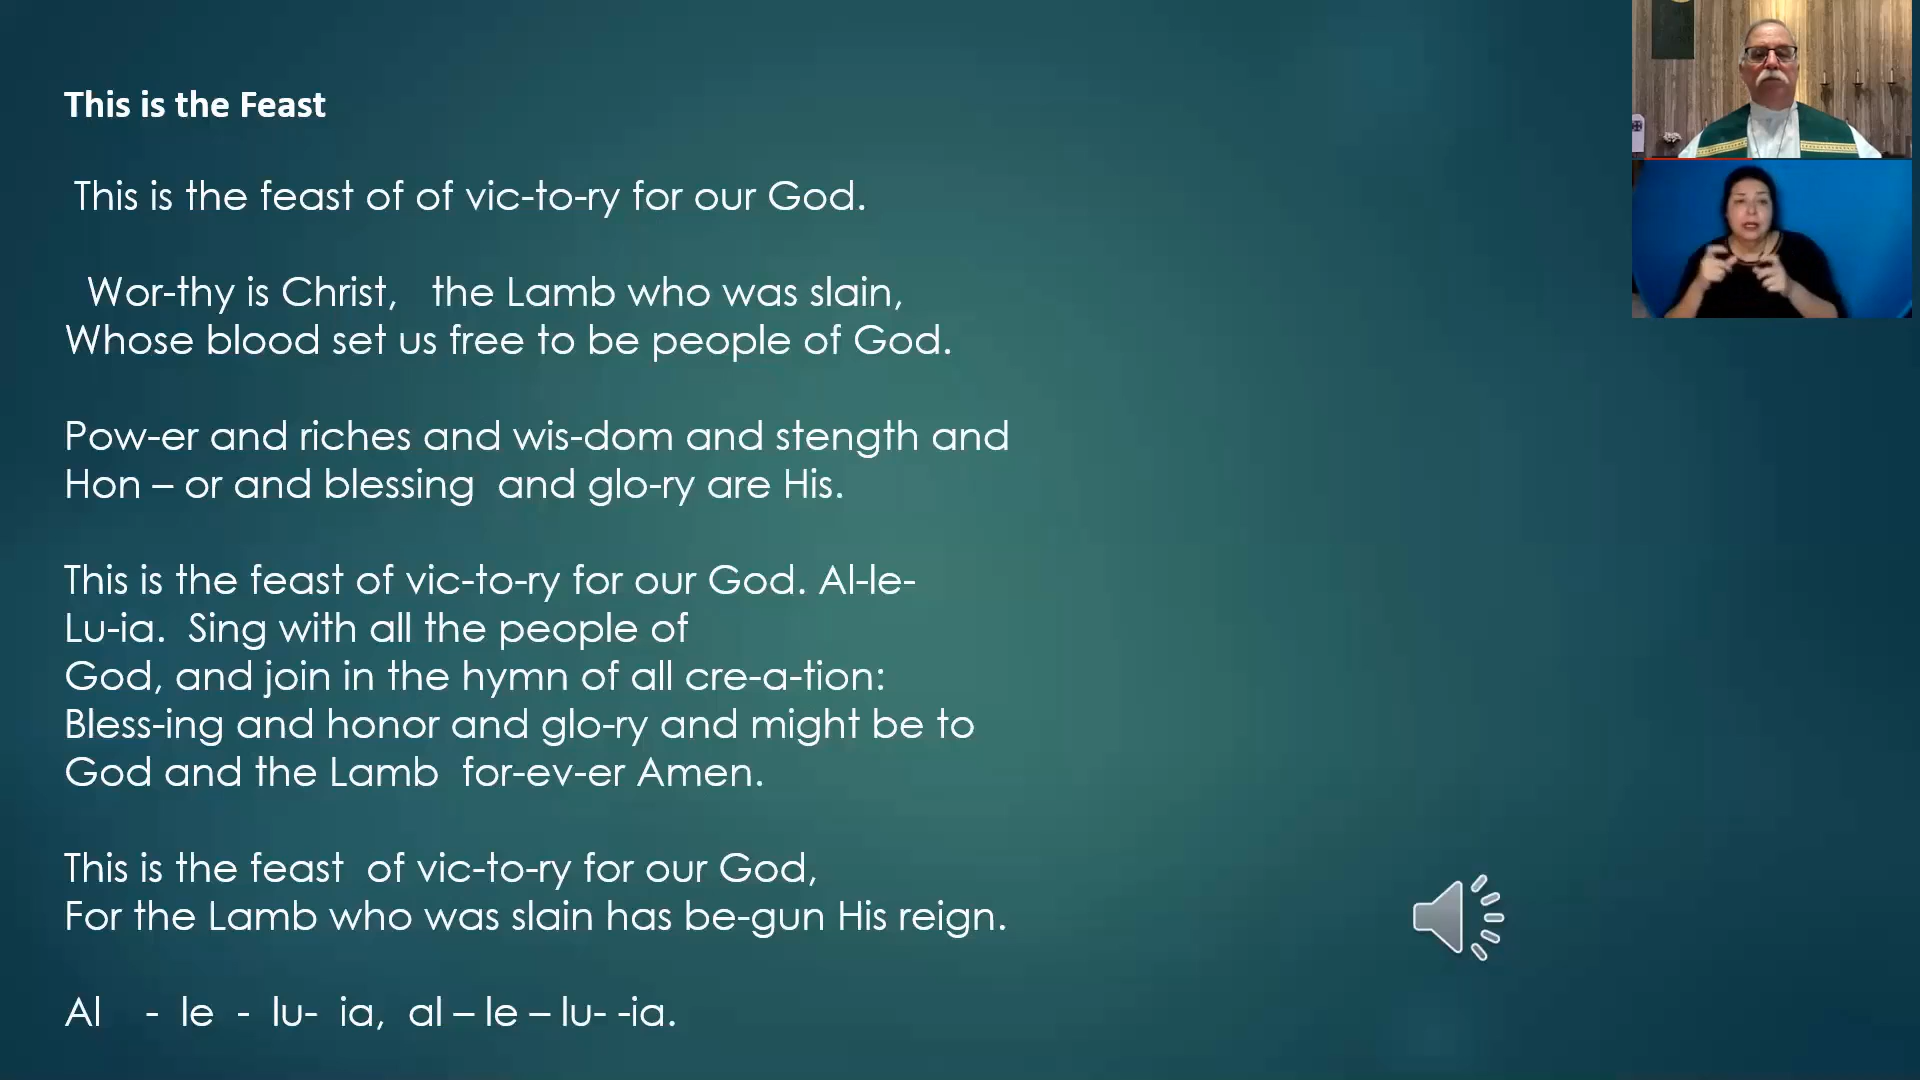 This is the Feast
This is the feast of of vic-to-ry for our God.
Wor-thy is Christ,   the Lamb who was slain,
Whose blood set us free to be people of God.
Pow-er and riches and wis-dom and stength and
Hon – or and blessing  and glo-ry are His.
This is the feast of vic-to-ry for our God. Al-le-
Lu-ia.  Sing with all the people of
God, and join in the hymn of all cre-a-tion:
Bless-ing and honor and glo-ry and might be to
God and the Lamb  for-ev-er Amen.
This is the feast  of vic-to-ry for our God,
For the Lamb who was slain has be-gun His reign.
Al    -  le  -  lu-  ia,  al – le – lu- -ia.